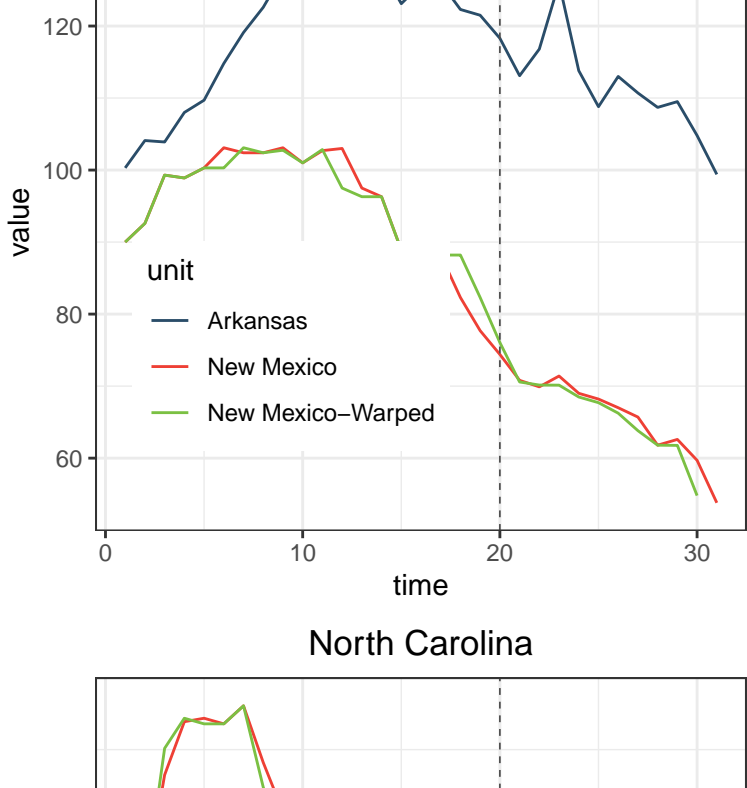 120
100
80
60
value
unit
Arkansas
New Mexico
New Mexico−Warped
0 10 20 30
time
North Carolina